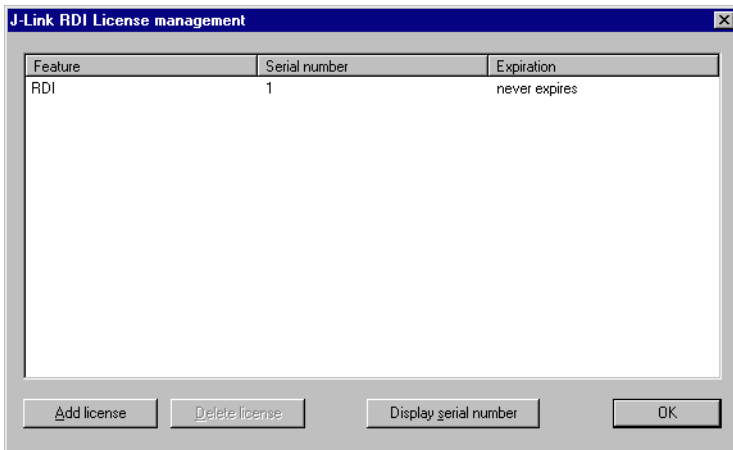 J-Link RDI License management
Feature Serial number Expiration
RDI 1 never expires
Add license Delete license Display serial number OK